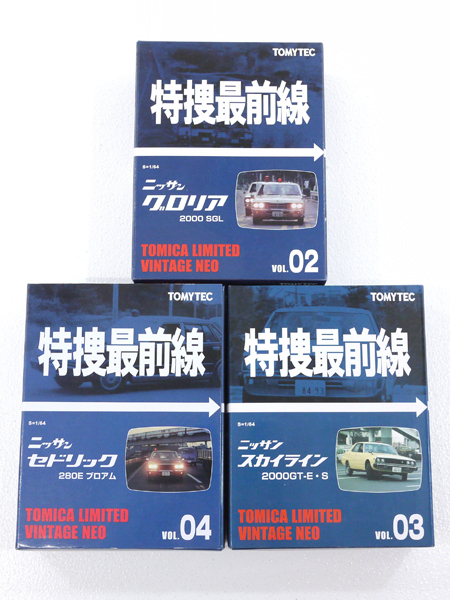 TOMYTEC
特捜最前線
S=1/64
ニッサン
グロリア
2000 SGL
TOMICA LIMITED
VINTAGE NEO
VOL.02
TOMYTEC
特捜最前線
S=1/64
ニッサン
セドリック
280E ブロアム
TOMICA LIMITED
VINTAGE NEO
VOL.04
TOMYTEC
特捜最前線
S=1/64
ニッサン
スカイライン
2000GT-E・S
TOMICA LIMITED
VINTAGE NEO
VOL.03